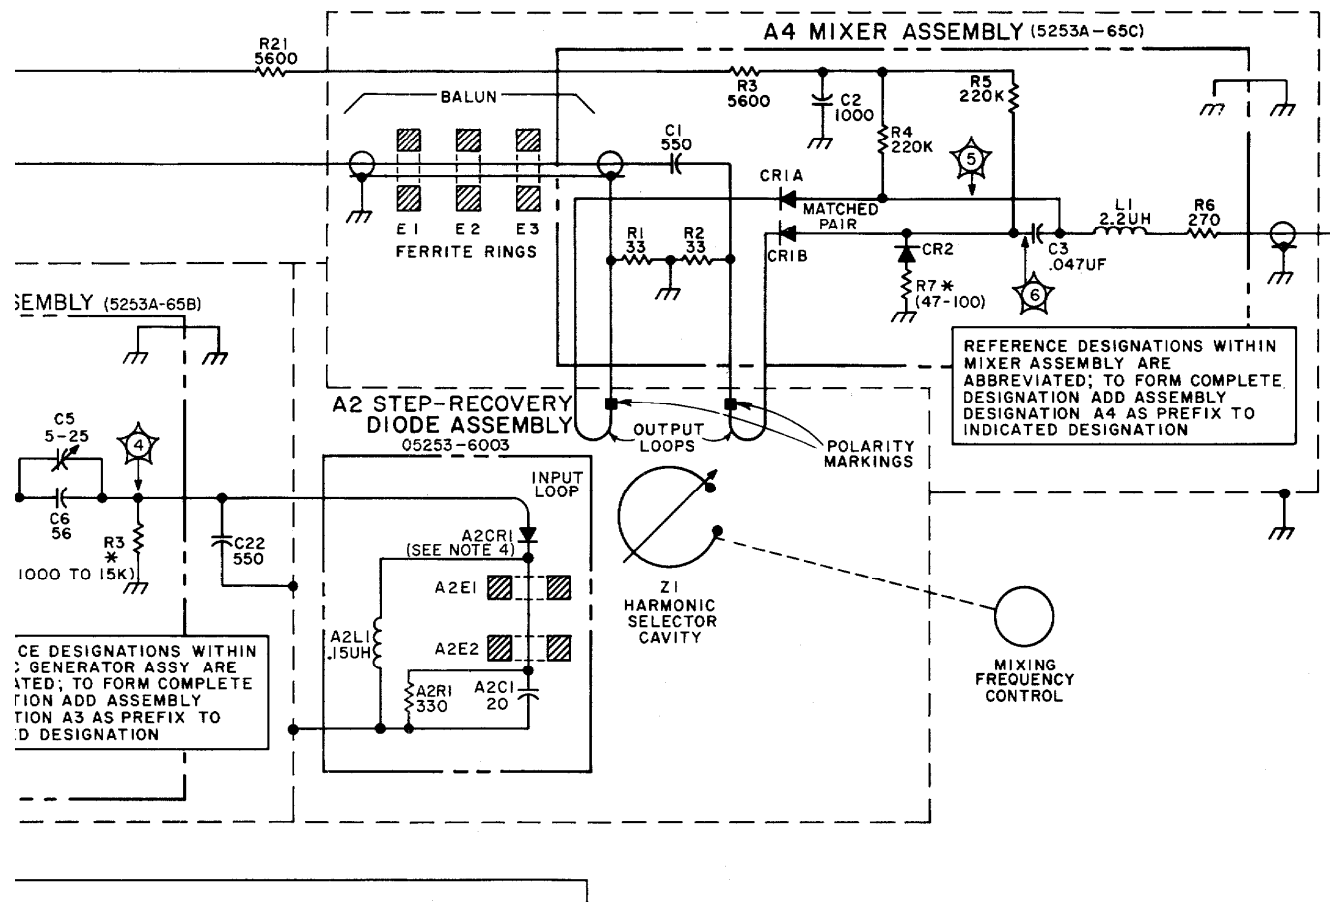 A4 MIXER ASSEMBLY (5253A-65C)
R21
5600
BALUN
R3
5600
C2
1000
R4
220K
R5
220K
C1
550
5
CR1A
MATCHED
PAIR
CR1B
E1 E2 E3
FERRITE RINGS
R1
33
R2
33
CR2
R7*
(47-100)
C3
.047UF
6
L1
2.2UH
R6
270
SEMBLY (5253A-65B)
REFERENCE DESIGNATIONS WITHIN
MIXER ASSEMBLY ARE
ABBREVIATED; TO FORM COMPLETE
DESIGNATION ADD ASSEMBLY
DESIGNATION A4 AS PREFIX TO
INDICATED DESIGNATION
A2 STEP-RECOVERY
DIODE ASSEMBLY
05253-6003
OUTPUT
LOOPS
POLARITY
MARKINGS
C5
5-25
4
C6
56
R3
*
1000 TO 15K)
C22
550
INPUT
LOOP
A2CR1
(SEE NOTE 4)
A2E1
A2E2
A2L1
.15UH
A2R1
330
A2C1
20
Z1
HARMONIC
SELECTOR
CAVITY
MIXING
FREQUENCY
CONTROL
CE DESIGNATIONS WITHIN
C GENERATOR ASSY ARE
ATED; TO FORM COMPLETE
TION ADD ASSEMBLY
TION A3 AS PREFIX TO
D DESIGNATION